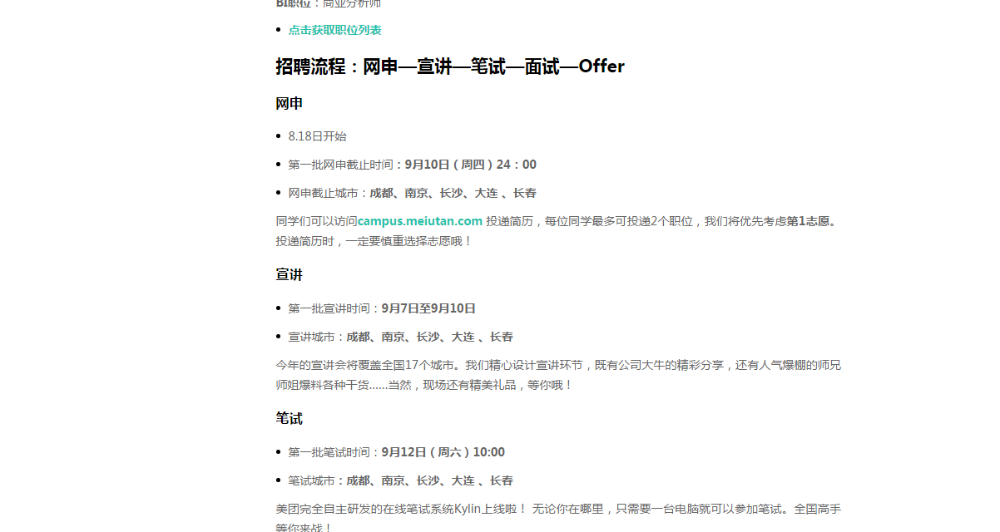 BI职位：商业分析师
点击获取职位列表
招聘流程：网申—宣讲—笔试—面试—Offer
网申
8.18日开始
第一批网申截止时间：9月10日（周四）24：00
网申截止城市：成都、南京、长沙、大连 、长春
同学们可以访问campus.meiutan.com 投递简历，每位同学最多可投递2个职位，我们将优先考虑第1志愿。
投递简历时，一定要慎重选择志愿哦！
宣讲
第一批宣讲时间：9月7日至9月10日
宣讲城市：成都、南京、长沙、大连 、长春
今年的宣讲会将覆盖全国17个城市。我们精心设计宣讲环节，既有公司大牛的精彩分享，还有人气爆棚的师兄
师姐爆料各种干货......当然，现场还有精美礼品，等你哦！
笔试
第一批笔试时间：9月12日（周六）10:00
笔试城市：成都、南京、长沙、大连 、长春
美团完全自主研发的在线笔试系统Kylin上线啦！ 无论你在哪里，只需要一台电脑就可以参加笔试。全国高手
等你来战！